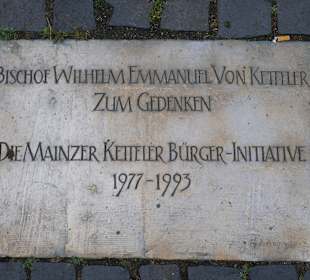 BISCHOF WILHELM EMMANUEL VON KETTELER
ZUM GEDENKEN
DIE MAINZER KETTELER BÜRGER-INITIATIVE
1977-1993